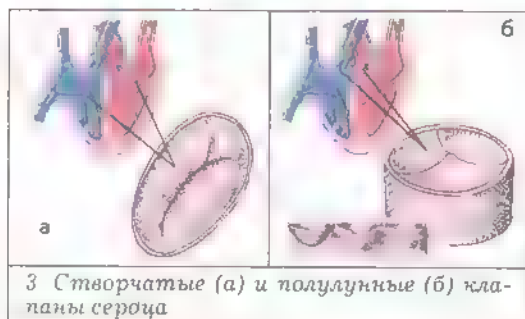 б
а
3 Створчатые (а) и полулунные (б) кла-
паны сердца